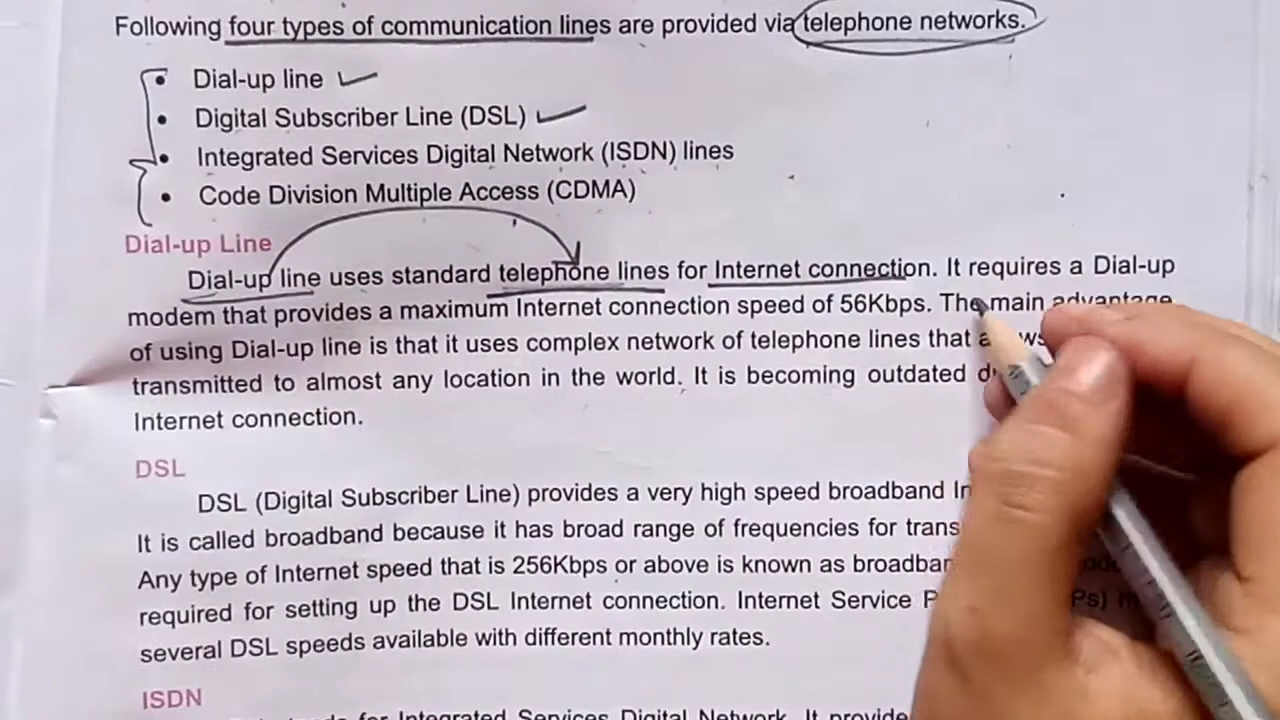 Following four types of communication lines are provided via telephone networks.
• Dial-up line
• Digital Subscriber Line (DSL)
• Integrated Services Digital Network (ISDN) lines
• Code Division Multiple Access (CDMA)
Dial-up Line
Dial-up line uses standard telephone lines for Internet connection. It requires a Dial-up
modem that provides a maximum Internet connection speed of 56Kbps. The main advantage
of using Dial-up line is that it uses complex network of telephone lines that
transmitted to almost any location in the world. It is becoming outdated
Internet connection.
DSL
DSL (Digital Subscriber Line) provides a very high speed broadband
It is called broadband because it has broad range of frequencies for
Any type of Internet speed that is 256Kbps or above is known as
required for setting up the DSL Internet connection. Internet Service
several DSL speeds available with different monthly rates.
ISDN
for Integrated Services Digital Network. It